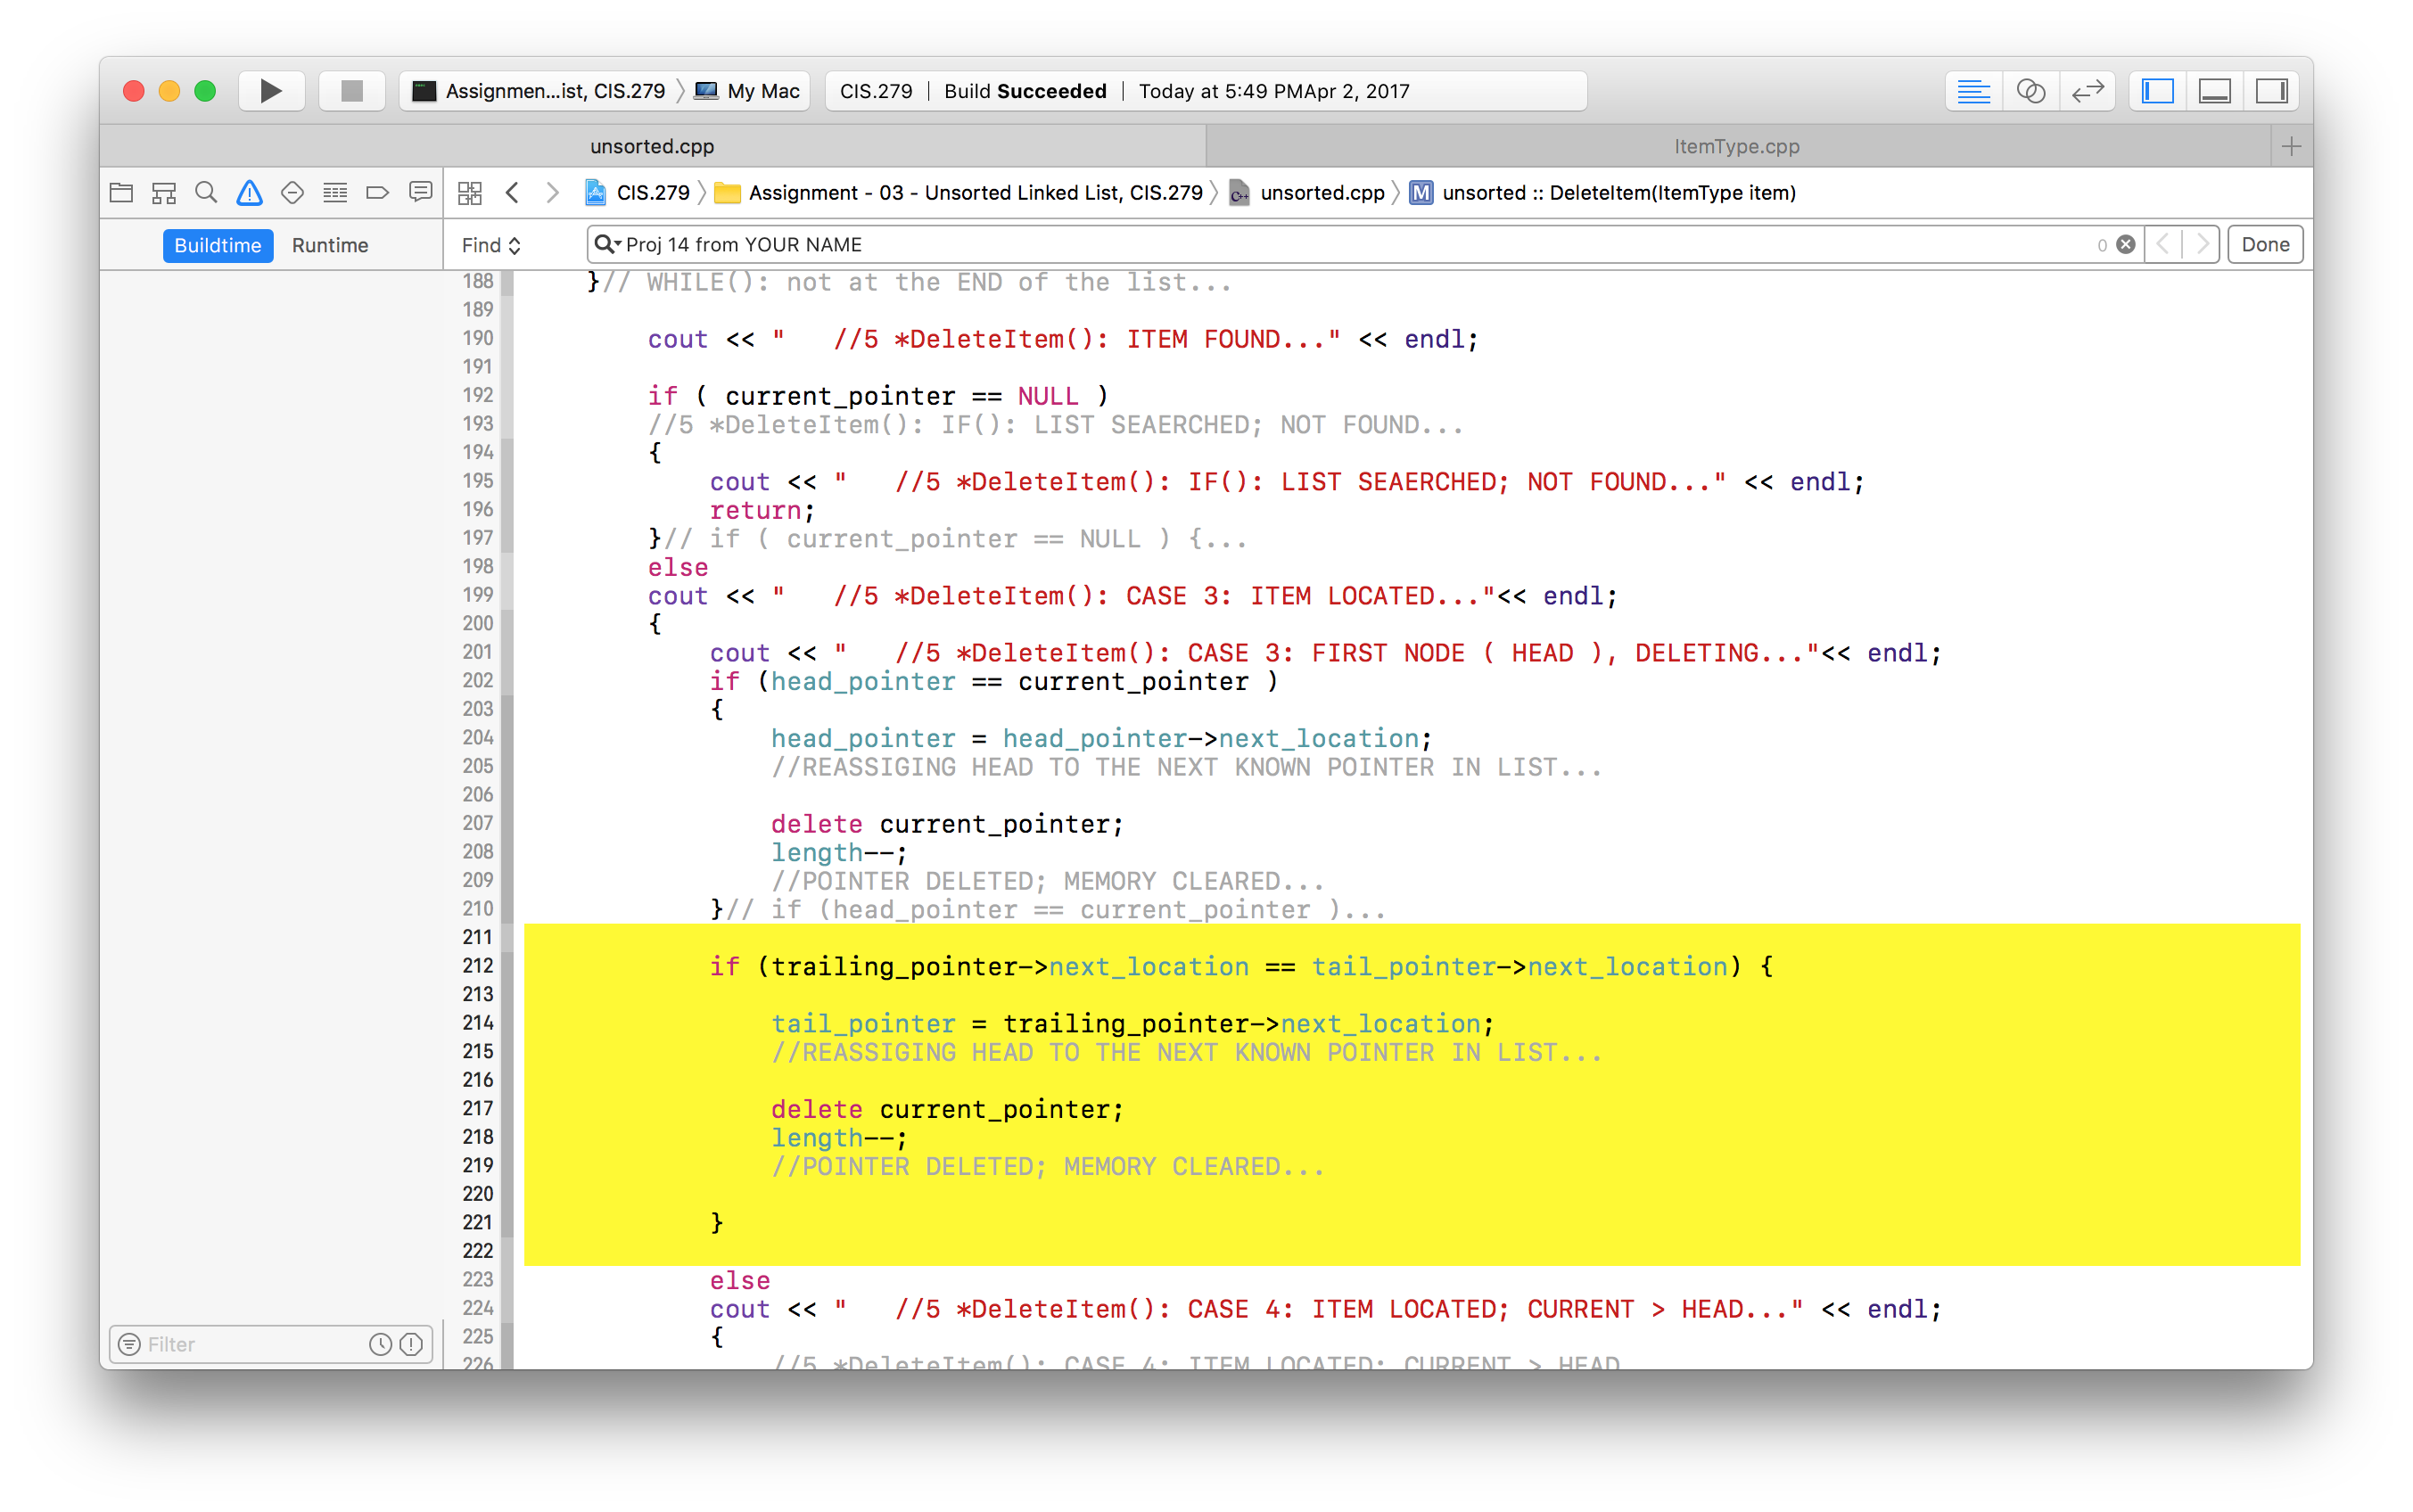 Assignmen...ist, CIS.279 〉 My Mac
CIS.279 | Build Succeeded | Today at 5:49 PMApr 2, 2017
unsorted.cpp
ItemType.cpp
CIS.279 〉 Assignment - 03 - Unsorted Linked List, CIS.279 〉 unsorted.cpp 〉 M unsorted :: DeleteItem(ItemType item)
Buildtime Runtime
Find
Proj 14 from YOUR NAME
0
Done
188 }// WHILE(): not at the END of the list...
189
190 cout << "   //5 *DeleteItem(): ITEM FOUND..." << endl;
191
192 if ( current_pointer == NULL )
193 //5 *DeleteItem(): IF(): LIST SEAERCHED; NOT FOUND...
194 {
195 cout << "   //5 *DeleteItem(): IF(): LIST SEAERCHED; NOT FOUND..." << endl;
196 return;
197 }// if ( current_pointer == NULL ) {...
198 else
199 cout << "   //5 *DeleteItem(): CASE 3: ITEM LOCATED..."<< endl;
200 {
201 cout << "   //5 *DeleteItem(): CASE 3: FIRST NODE ( HEAD ), DELETING..."<< endl;
202 if (head_pointer == current_pointer )
203 {
204 head_pointer = head_pointer->next_location;
205 //REASSIGING HEAD TO THE NEXT KNOWN POINTER IN LIST...
206
207 delete current_pointer;
208 length--;
209 //POINTER DELETED; MEMORY CLEARED...
210 }// if (head_pointer == current_pointer )...
211
212 if (trailing_pointer->next_location == tail_pointer->next_location) {
213
214 tail_pointer = trailing_pointer->next_location;
215 //REASSIGING HEAD TO THE NEXT KNOWN POINTER IN LIST...
216
217 delete current_pointer;
218 length--;
219 //POINTER DELETED; MEMORY CLEARED...
220
221 }
222
223 else
224 cout << "   //5 *DeleteItem(): CASE 4: ITEM LOCATED; CURRENT > HEAD..." << endl;
225 {
226 //5 *DeleteItem(): CASE 4: ITEM LOCATED; CURRENT > HEAD
Filter